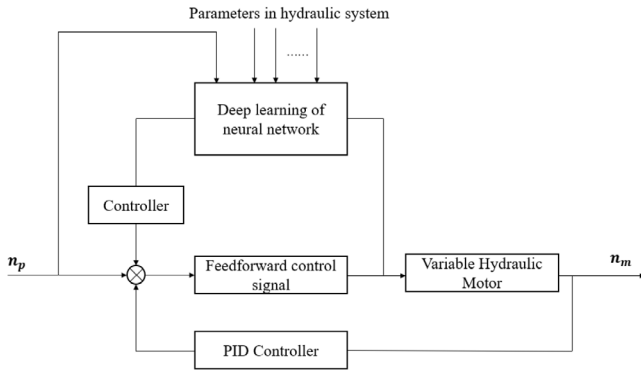 Parameters in hydraulic system
......
Deep learning of
neural network
Controller
n_p
Feedforward control
signal
Variable Hydraulic
Motor
n_m
PID Controller